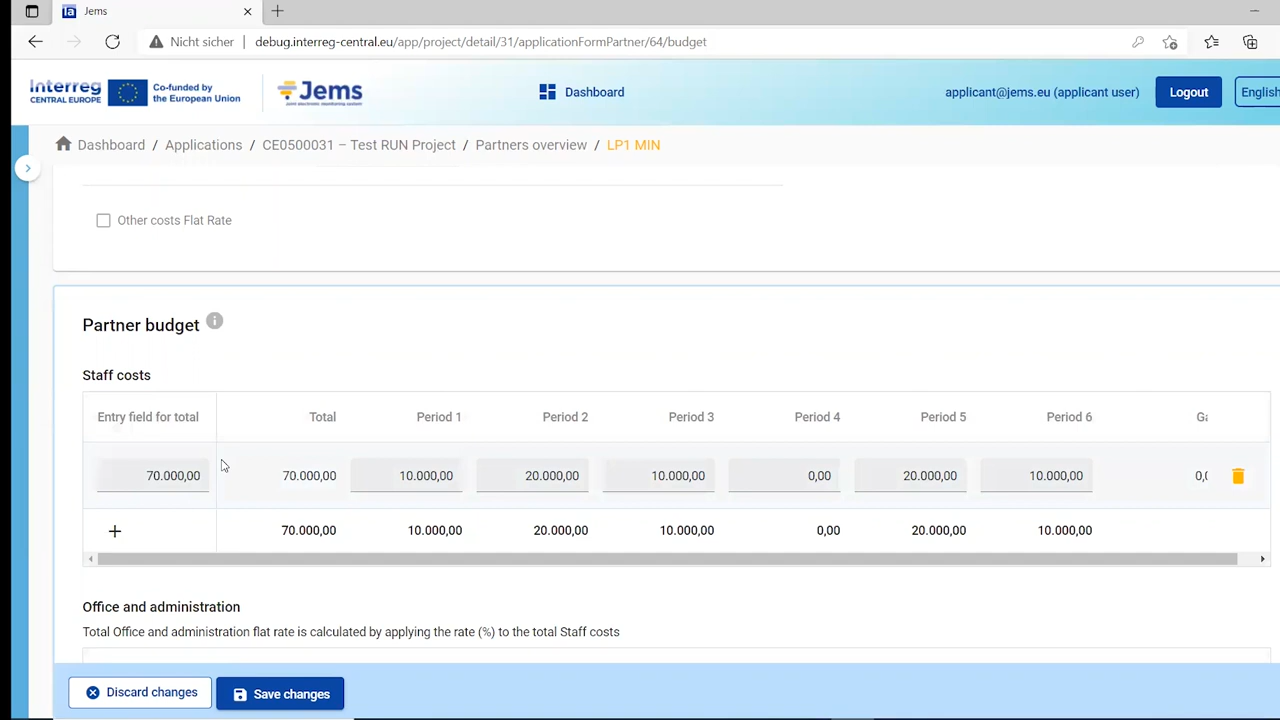 Jems
Nicht sicher debug.interreg-central.eu/app/project/detail/31/applicationFormPartner/64/budget
Interreg
CENTRAL EUROPE
Co-funded by
the European Union
Jems
Joint electronic monitoring system
Dashboard
applicant@jems.eu (applicant user)
Logout
English
Dashboard / Applications / CE0500031 – Test RUN Project / Partners overview / LP1 MIN
Other costs Flat Rate
Partner budget
Staff costs
Entry field for total Total Period 1 Period 2 Period 3 Period 4 Period 5 Period 6 Ga
70.000,00 70.000,00 10.000,00 20.000,00 10.000,00 0,00 20.000,00 10.000,00 0,0
+ 70.000,00 10.000,00 20.000,00 10.000,00 0,00 20.000,00 10.000,00
Office and administration
Total Office and administration flat rate is calculated by applying the rate (%) to the total Staff costs
Discard changes
Save changes